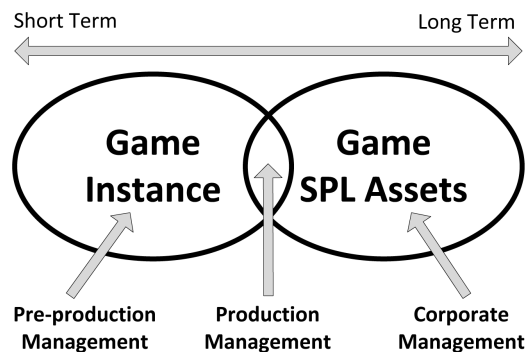 Short Term
Long Term
Game
Instance
Game
SPL Assets
Pre-production
Management
Production
Management
Corporate
Management